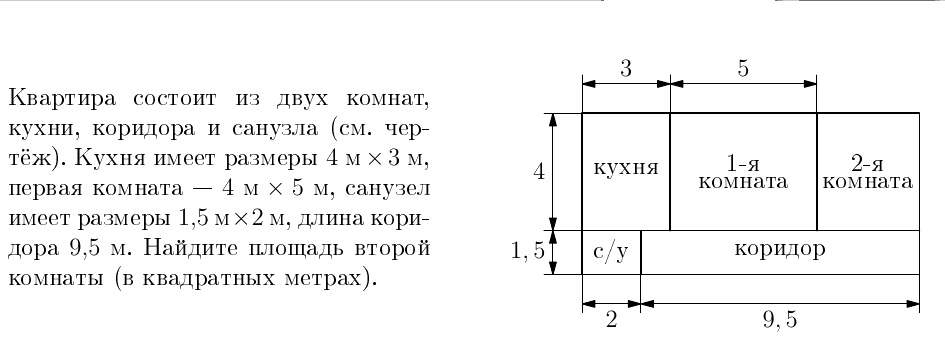 Квартира состоит из двух комнат,
кухни, коридора и санузла (см. чер-
тёж). Кухня имеет размеры 4 м × 3 м,
первая комната — 4 м × 5 м, санузел
имеет размеры 1,5 м×2 м, длина кори-
дора 9,5 м. Найдите площадь второй
комнаты (в квадратных метрах).
3
5
4
кухня
1-я
комната
2-я
комната
1, 5
с/у
коридор
2
9, 5